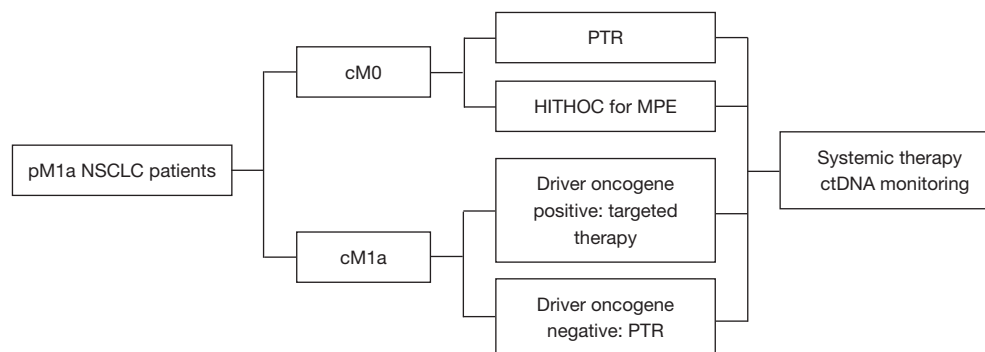 pM1a NSCLC patients
cM0
cM1a
PTR
HITHOC for MPE
Driver oncogene
positive: targeted
therapy
Driver oncogene
negative: PTR
Systemic therapy
ctDNA monitoring